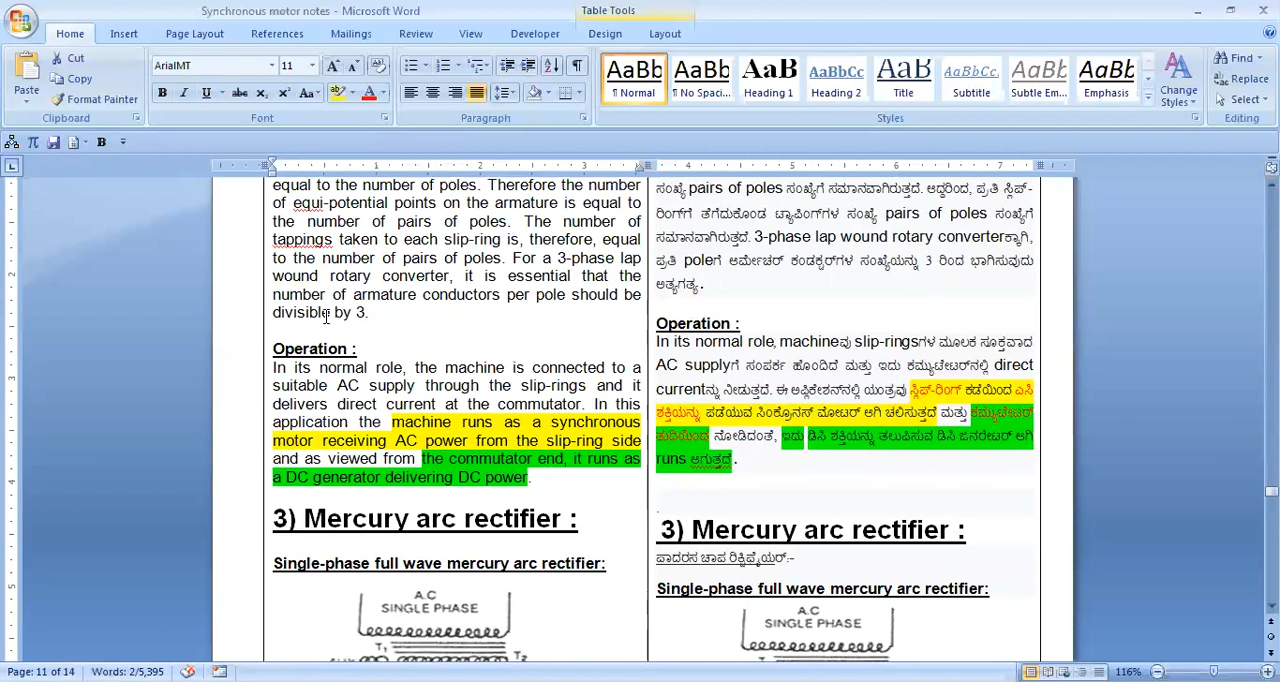 Synchronous motor notes - Microsoft Word
Table Tools
Home Insert Page Layout References Mailings Review View Developer Design Layout
Paste
Cut
Copy
Format Painter
Clipboard
ArialMT 11
Font
Paragraph
AaBb AaBb AaB AaBbCc AaB AaBbCc. AaBbCc AaBb
¶ Normal ¶ No Spaci... Heading 1 Heading 2 Title Subtitle Subtle Em... Emphasis
Styles
Change Styles
Find
Replace
Select
Editing
equal to the number of poles. Therefore the number
of equi-potential points on the armature is equal to
the number of pairs of poles. The number of
tappings taken to each slip-ring is, therefore, equal
to the number of pairs of poles. For a 3-phase lap
wound rotary converter, it is essential that the
number of armature conductors per pole should be
divisible by 3.
Operation :
In its normal role, the machine is connected to a
suitable AC supply through the slip-rings and it
delivers direct current at the commutator. In this
application the machine runs as a synchronous
motor receiving AC power from the slip-ring side
and as viewed from the commutator end, it runs as
a DC generator delivering DC power.
3) Mercury arc rectifier :
Single-phase full wave mercury arc rectifier:
A.C
SINGLE PHASE
T₁
T₂
ಸಂಖ್ಯೆ pairs of poles ಸಂಖ್ಯೆಗೆ ಸಮಾನವಾಗಿರುತ್ತದೆ. ಆದ್ದರಿಂದ, ಪ್ರತಿ ಸ್ಲಿಪ್-
ರಿಂಗ್‌ಗೆ ತೆಗೆದುಕೊಂಡ ಟ್ಯಾಪಿಂಗ್‌ಗಳ ಸಂಖ್ಯೆ pairs of poles ಸಂಖ್ಯೆಗೆ
ಸಮಾನವಾಗಿರುತ್ತದೆ. 3-phase lap wound rotary converterಕ್ಕಾಗಿ,
ಪ್ರತಿ poleಗೆ ಆರ್ಮೇಚರ್ ಕಂಡಕ್ಟರ್‌ಗಳ ಸಂಖ್ಯೆಯನ್ನು 3 ರಿಂದ ಭಾಗಿಸುವುದು
ಅತ್ಯಗತ್ಯ.
Operation :
In its normal role, machineವು slip-ringsಗಳ ಮೂಲಕ ಸೂಕ್ತವಾದ
AC supplyಗೆ ಸಂಪರ್ಕ ಹೊಂದಿದೆ ಮತ್ತು ಇದು ಕಮ್ಯುಟೇಟರ್‌ನಲ್ಲಿ direct
currentನ್ನು ನೀಡುತ್ತದೆ. ಈ ಅಪ್ಲಿಕೇಶನ್‌ನಲ್ಲಿ ಯಂತ್ರವು ಸ್ಲಿಪ್-ರಿಂಗ್ ಕಡೆಯಿಂದ ಎಸಿ
ಶಕ್ತಿಯನ್ನು ಪಡೆಯುವ ಸಿಂಕ್ರೊನಸ್ ಮೋಟರ್ ಆಗಿ ಚಲಿಸುತ್ತದೆ ಮತ್ತು ಕಮ್ಯುಟೇಟರ್
ತುದಿಯಿಂದ ನೋಡಿದಂತೆ, ಇದು ಡಿಸಿ ಶಕ್ತಿಯನ್ನು ತಲುಪಿಸುವ ಡಿಸಿ ಜನರೇಟರ್ ಆಗಿ
runs ಆಗುತ್ತದೆ.
3) Mercury arc rectifier :
ಪಾದರಸ ಚಾಪ ರಿಕ್ಟಿಫೈಯರ್:-
Single-phase full wave mercury arc rectifier:
A.C
SINGLE PHASE
Page: 11 of 14 Words: 2/5,395
116%